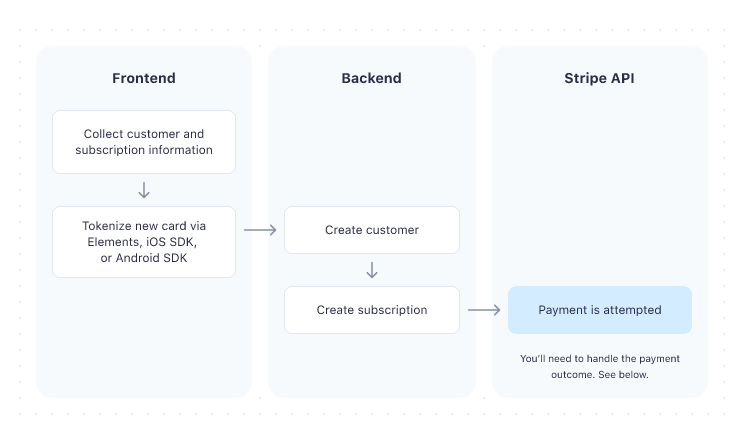 Frontend
Backend
Stripe API
Collect customer and
subscription information
Tokenize new card via
Elements, iOS SDK,
or Android SDK
Create customer
Create subscription
Payment is attempted
You'll need to handle the payment
outcome. See below.